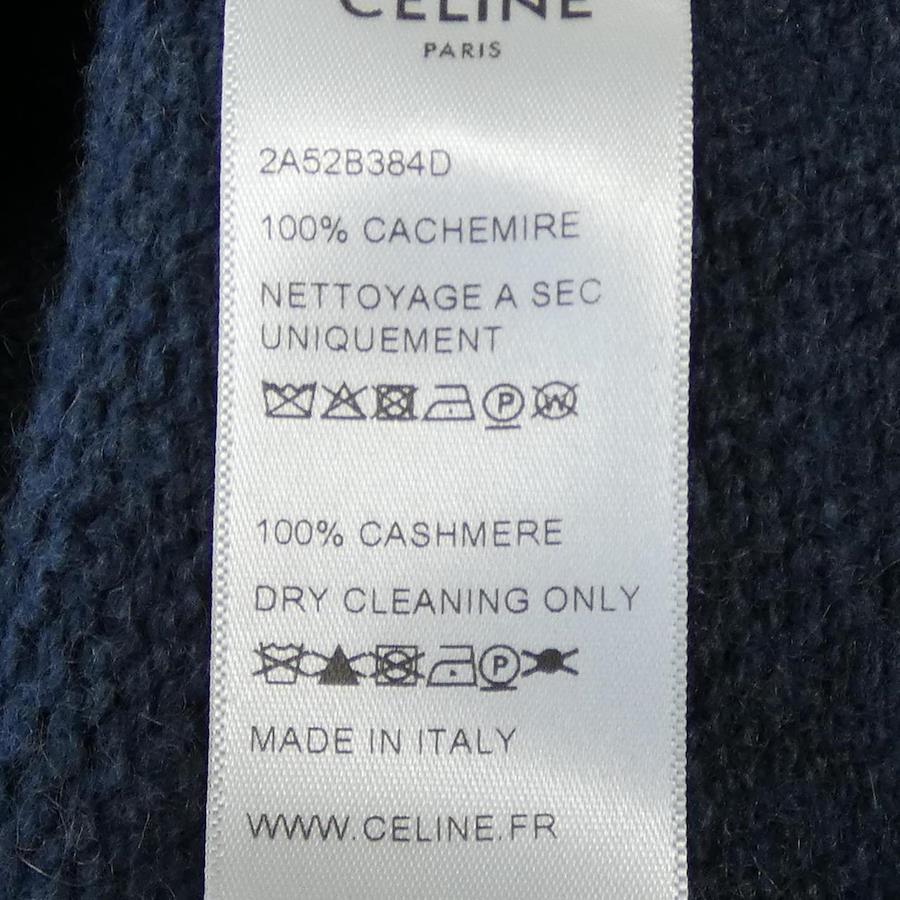 CELINE
PARIS
2A52B384D
100% CACHEMIRE
NETTOYAGE A SEC
UNIQUEMENT
P W
100% CASHMERE
DRY CLEANING ONLY
P
MADE IN ITALY
WWW.CELINE.FR